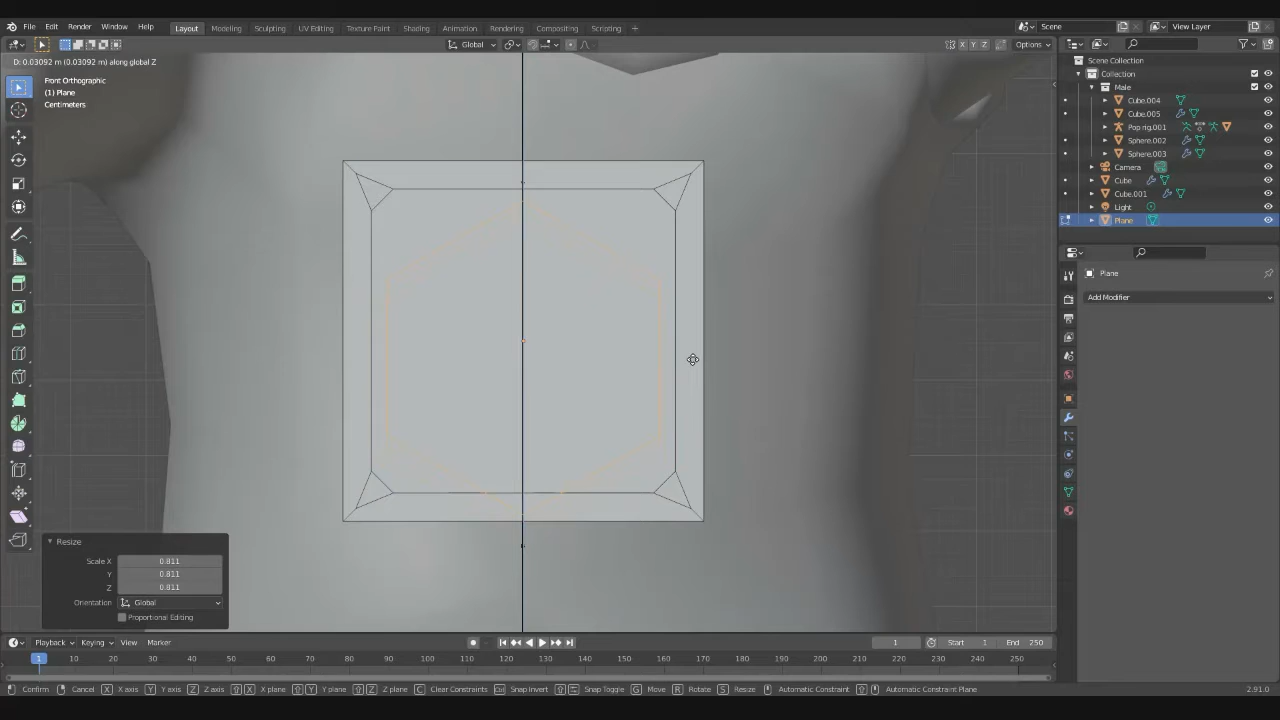 File Edit Render Window Help Layout Modeling Sculpting UV Editing Texture Paint Shading Animation Rendering Compositing Scripting + Scene View Layer
Global X Y Z Options
D: 0.03092 m (0.03092 m) along global Z
Front Orthographic
(1) Plane
Centimeters
Scene Collection
Collection
Male
Cube.004
Cube.005
Pop rig.001
Sphere.002
Sphere.003
Camera
Cube
Cube.001
Light
Plane
Plane
Add Modifier
Resize
Scale X 0.811
Y 0.811
Z 0.811
Orientation Global
Proportional Editing
Playback Keying View Marker 1 Start 1 End 250
1 10 20 30 40 50 60 70 80 90 100 110 120 130 140 150 160 170 180 190 200 210 220 230 240 250
Confirm Cancel X X axis Y Y axis Z Z axis X X plane Y Y plane Z Z plane C Clear Constraints Snap Invert Snap Toggle G Move R Rotate S Resize Automatic Constraint Automatic Constraint Plane 2.91.0